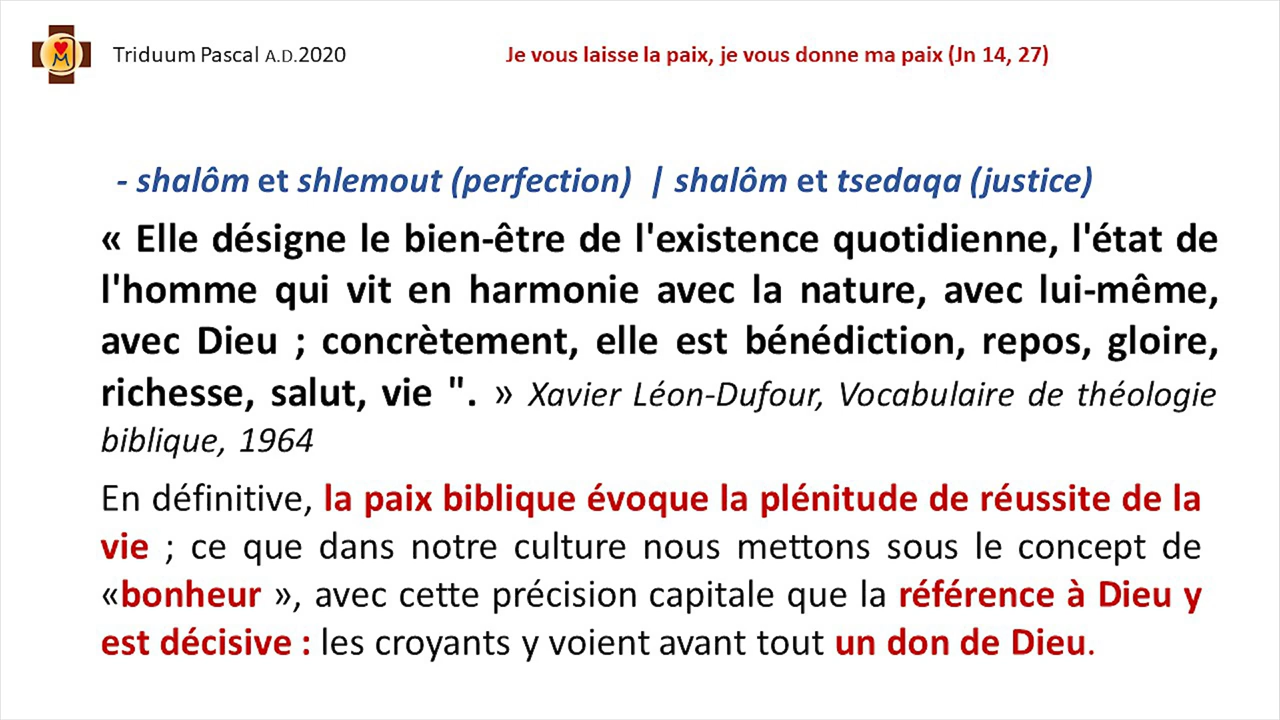 Triduum Pascal A.D.2020
Je vous laisse la paix, je vous donne ma paix (Jn 14, 27)
- shalôm et shlemout (perfection) | shalôm et tsedaqa (justice)
« Elle désigne le bien-être de l'existence quotidienne, l'état de
l'homme qui vit en harmonie avec la nature, avec lui-même,
avec Dieu ; concrètement, elle est bénédiction, repos, gloire,
richesse, salut, vie ". » Xavier Léon-Dufour, Vocabulaire de théologie
biblique, 1964
En définitive, la paix biblique évoque la plénitude de réussite de la
vie ; ce que dans notre culture nous mettons sous le concept de
«bonheur », avec cette précision capitale que la référence à Dieu y
est décisive : les croyants y voient avant tout un don de Dieu.